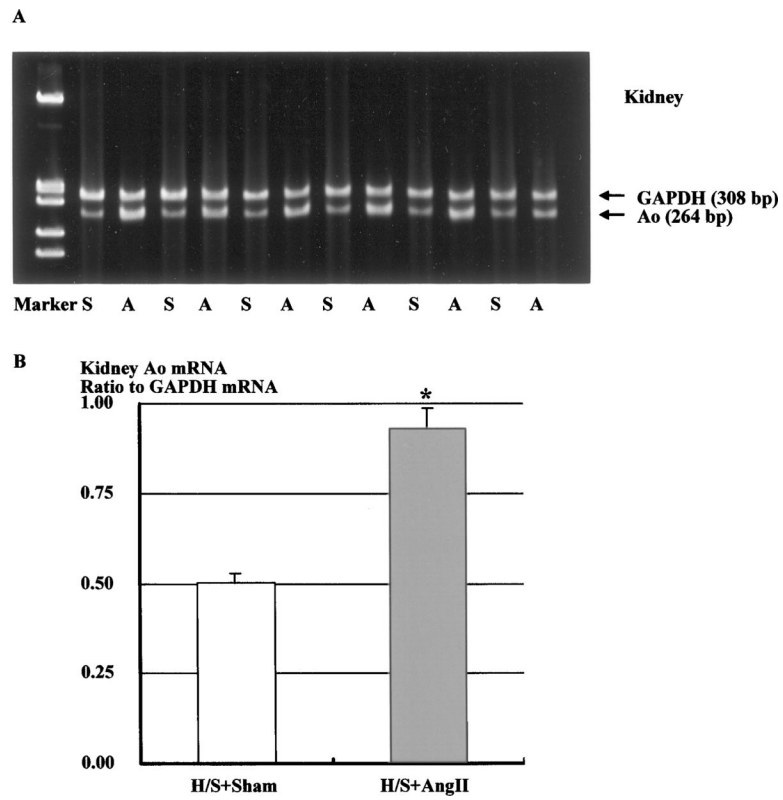 A
Kidney
GAPDH (308 bp)
Ao (264 bp)
Marker S A S A S A S A S A S A
B
Kidney Ao mRNA
Ratio to GAPDH mRNA
1.00
*
0.75
0.50
0.25
0.00
H/S+Sham H/S+AngII